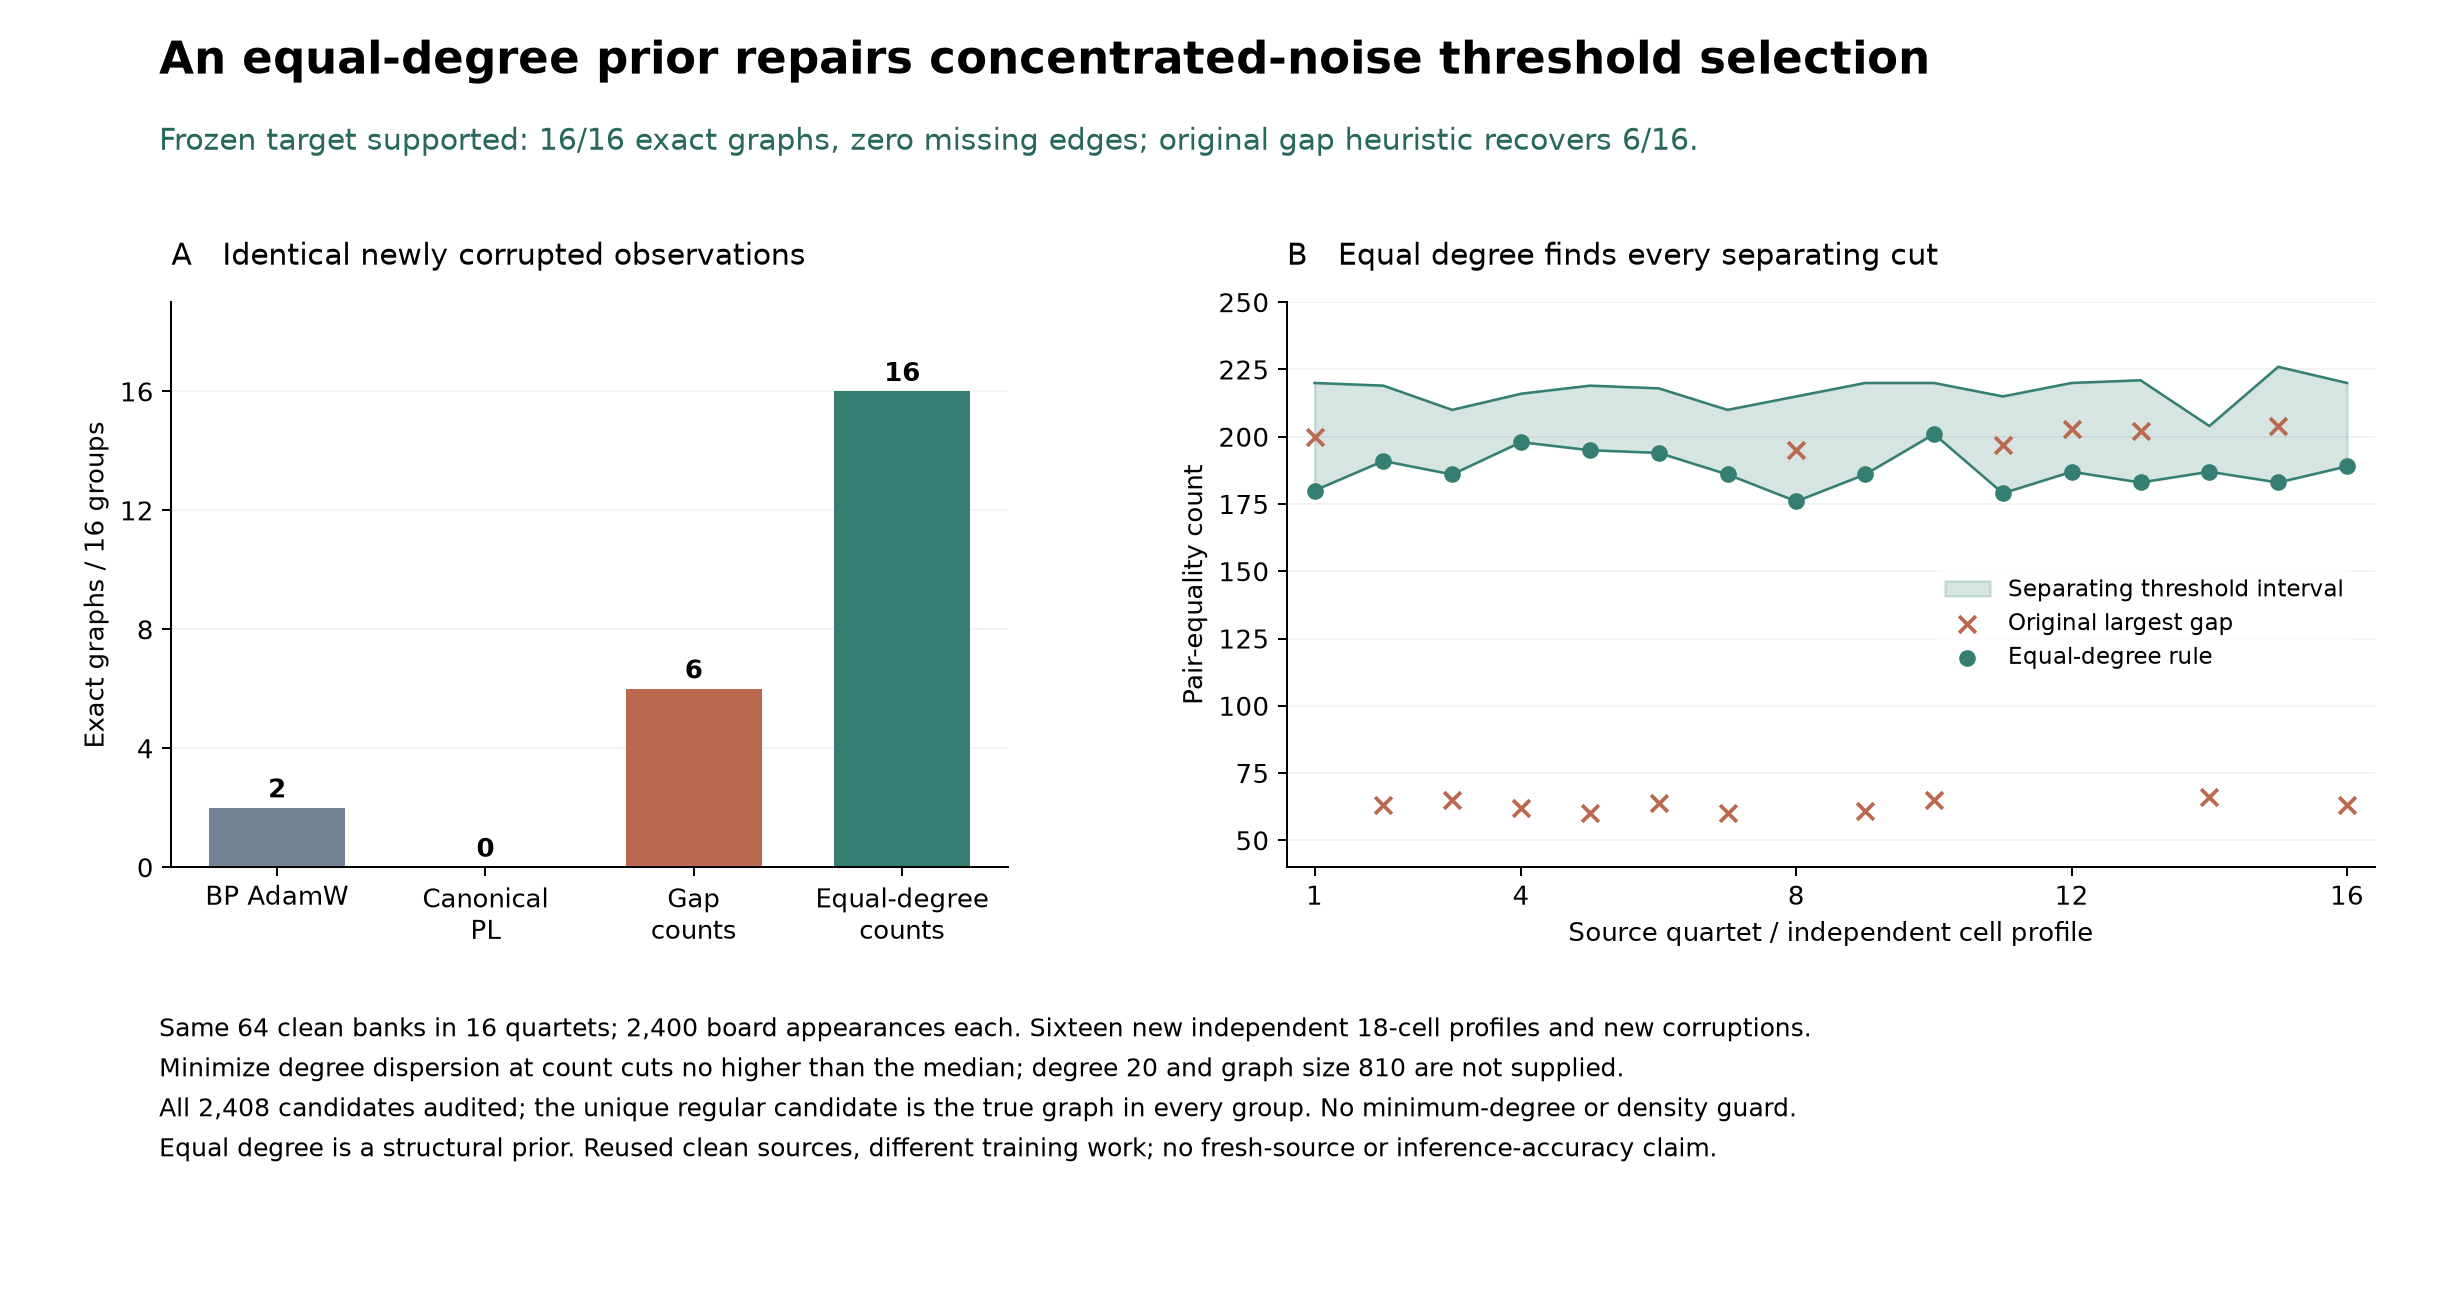 An equal-degree prior repairs concentrated-noise threshold selection
Frozen target supported: 16/16 exact graphs, zero missing edges; original gap heuristic recovers 6/16.
A Identical newly corrupted observations
Exact graphs / 16 groups
16
12
8
4
0
2
0
6
16
BP AdamW
Canonical
PL
Gap
counts
Equal-degree
counts
B Equal degree finds every separating cut
Pair-equality count
250
225
200
175
150
125
100
75
50
Separating threshold interval
Original largest gap
Equal-degree rule
1
4
8
12
16
Source quartet / independent cell profile
Same 64 clean banks in 16 quartets; 2,400 board appearances each. Sixteen new independent 18-cell profiles and new corruptions.
Minimize degree dispersion at count cuts no higher than the median; degree 20 and graph size 810 are not supplied.
All 2,408 candidates audited; the unique regular candidate is the true graph in every group. No minimum-degree or density guard.
Equal degree is a structural prior. Reused clean sources, different training work; no fresh-source or inference-accuracy claim.